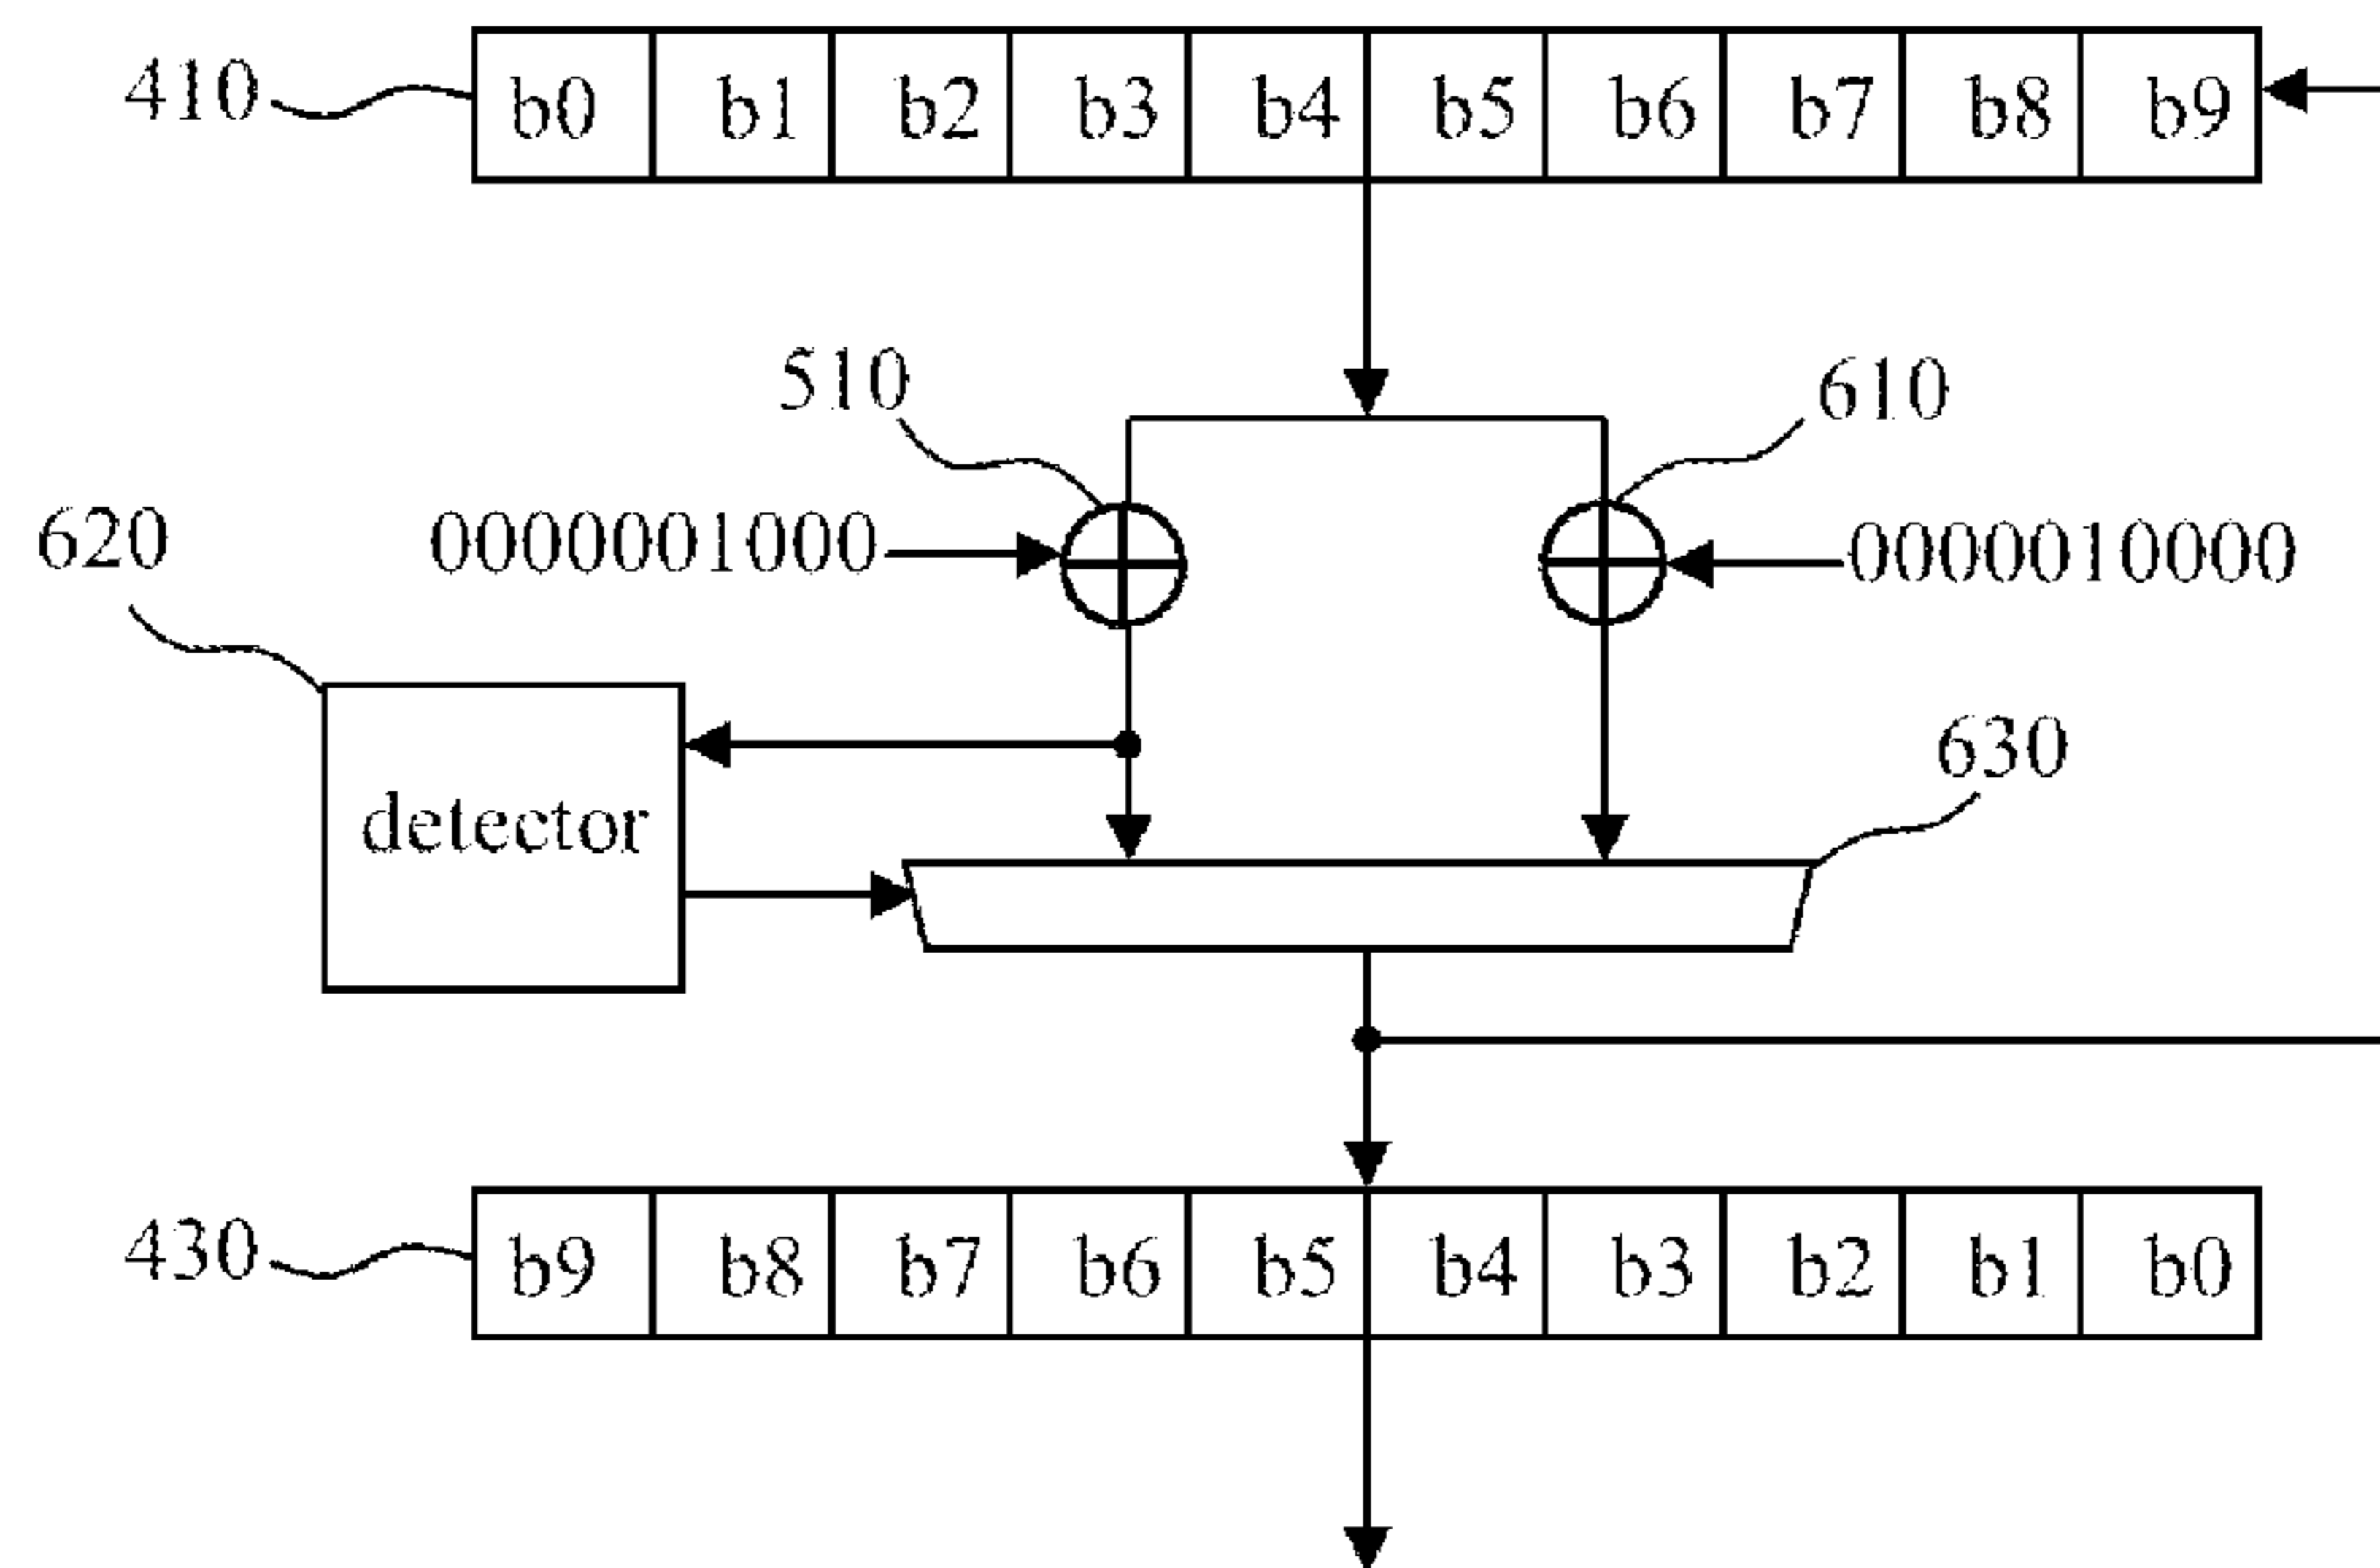 410 b0 b1 b2 b3 b4 b5 b6 b7 b8 b9
510 610
620 0000001000 0000010000
630
detector
430 b9 b8 b7 b6 b5 b4 b3 b2 b1 b0